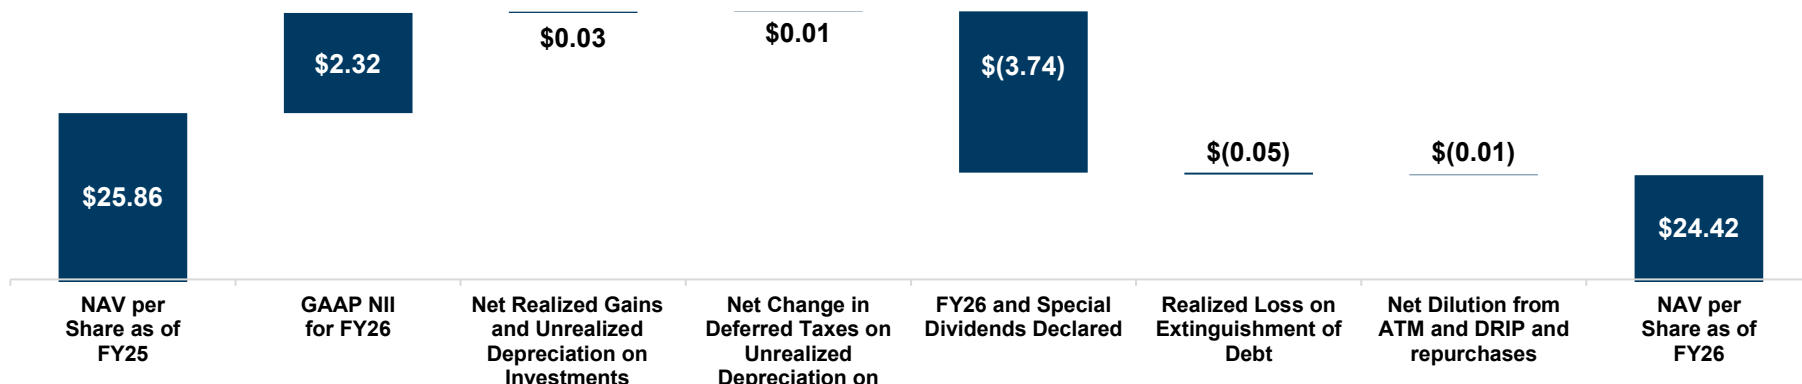 $2.32
$0.03
$0.01
$(3.74)
$25.86
$(0.05)
$(0.01)
$24.42
NAV per
Share as of
FY25
GAAP NII
for FY26
Net Realized Gains
and Unrealized
Depreciation on
Investments
Net Change in
Deferred Taxes on
Unrealized
Depreciation on
FY26 and Special
Dividends Declared
Realized Loss on
Extinguishment of
Debt
Net Dilution from
ATM and DRIP and
repurchases
NAV per
Share as of
FY26